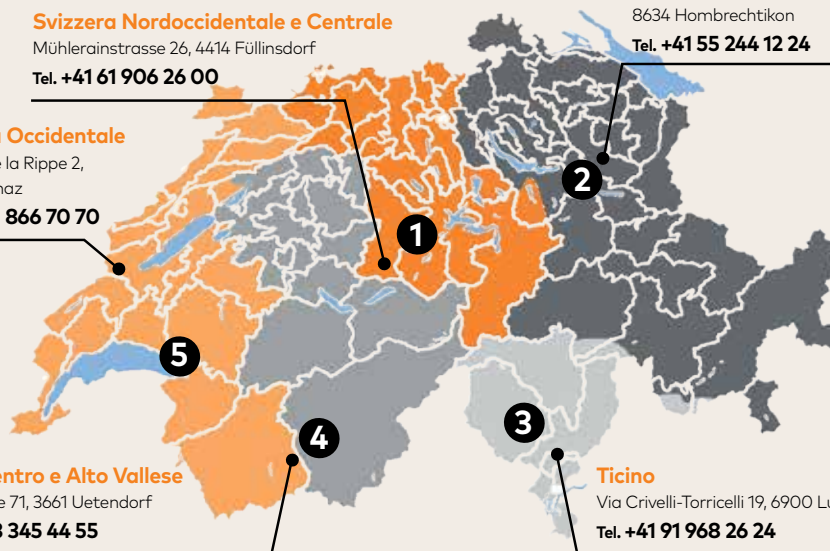 Svizzera Nordoccidentale e Centrale
Mühlerainstrasse 26, 4414 Füllinsdorf
Tel. +41 61 906 26 00
8634 Hombrechtikon
Tel. +41 55 244 12 24
Occidentale
la Rippe 2,
866 70 70
1
2
5
3
4
entro e Alto Vallese
71, 3661 Uetendorf
345 44 55
Ticino
Via Crivelli-Torricelli 19, 6900
Tel. +41 91 968 26 24